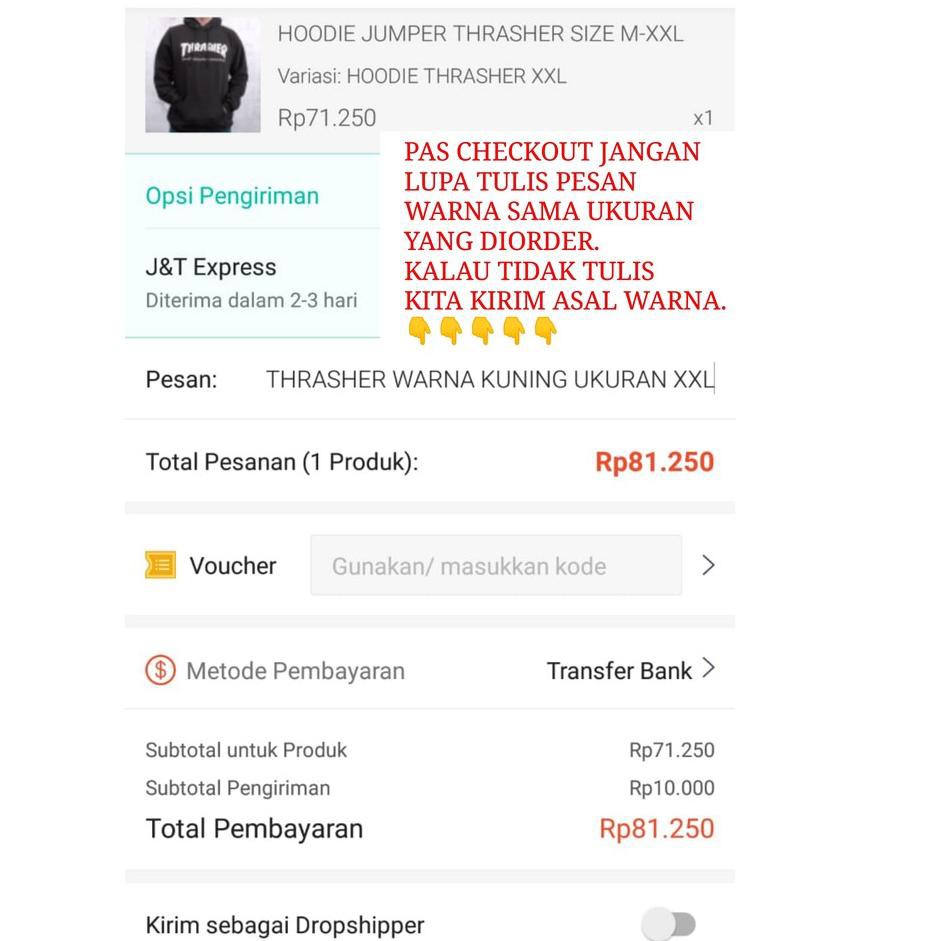 THRASHER
HOODIE JUMPER THRASHER SIZE M-XXL
Variasi: HOODIE THRASHER XXL
Rp71.250
x1
PAS CHECKOUT JANGAN
LUPA TULIS PESAN
WARNA SAMA UKURAN
YANG DIORDER.
KALAU TIDAK TULIS
KITA KIRIM ASAL WARNA.
👇👇👇👇👇
Opsi Pengiriman
J&T Express
Diterima dalam 2-3 hari
Pesan: THRASHER WARNA KUNING UKURAN XXL
Total Pesanan (1 Produk): Rp81.250
Voucher Gunakan/ masukkan kode
Metode Pembayaran Transfer Bank
Subtotal untuk Produk Rp71.250
Subtotal Pengiriman Rp10.000
Total Pembayaran Rp81.250
Kirim sebagai Dropshipper